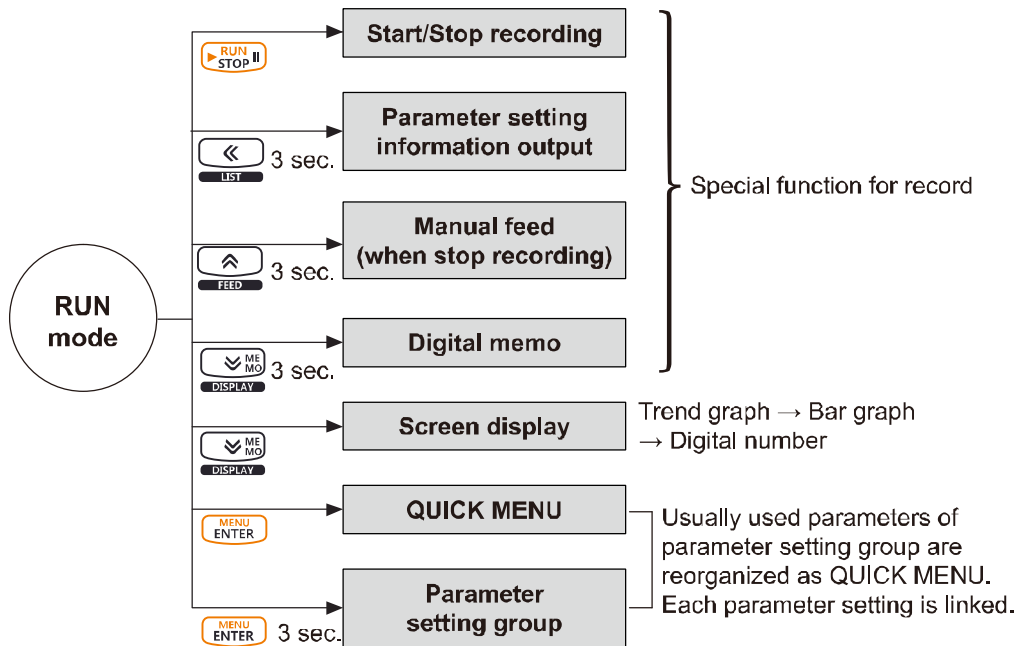 RUN
mode
▶RUN
STOP II
Start/Stop recording
«
LIST
3 sec.
Parameter setting
information output
FEED
3 sec.
Manual feed
(when stop recording)
Special function for record
ME
MO
DISPLAY
3 sec.
Digital memo
ME
MO
DISPLAY
Screen display
Trend graph → Bar graph
→ Digital number
MENU
ENTER
QUICK MENU
MENU
ENTER
3 sec.
Parameter
setting group
Usually used parameters of
parameter setting group are
reorganized as QUICK MENU.
Each parameter setting is linked.